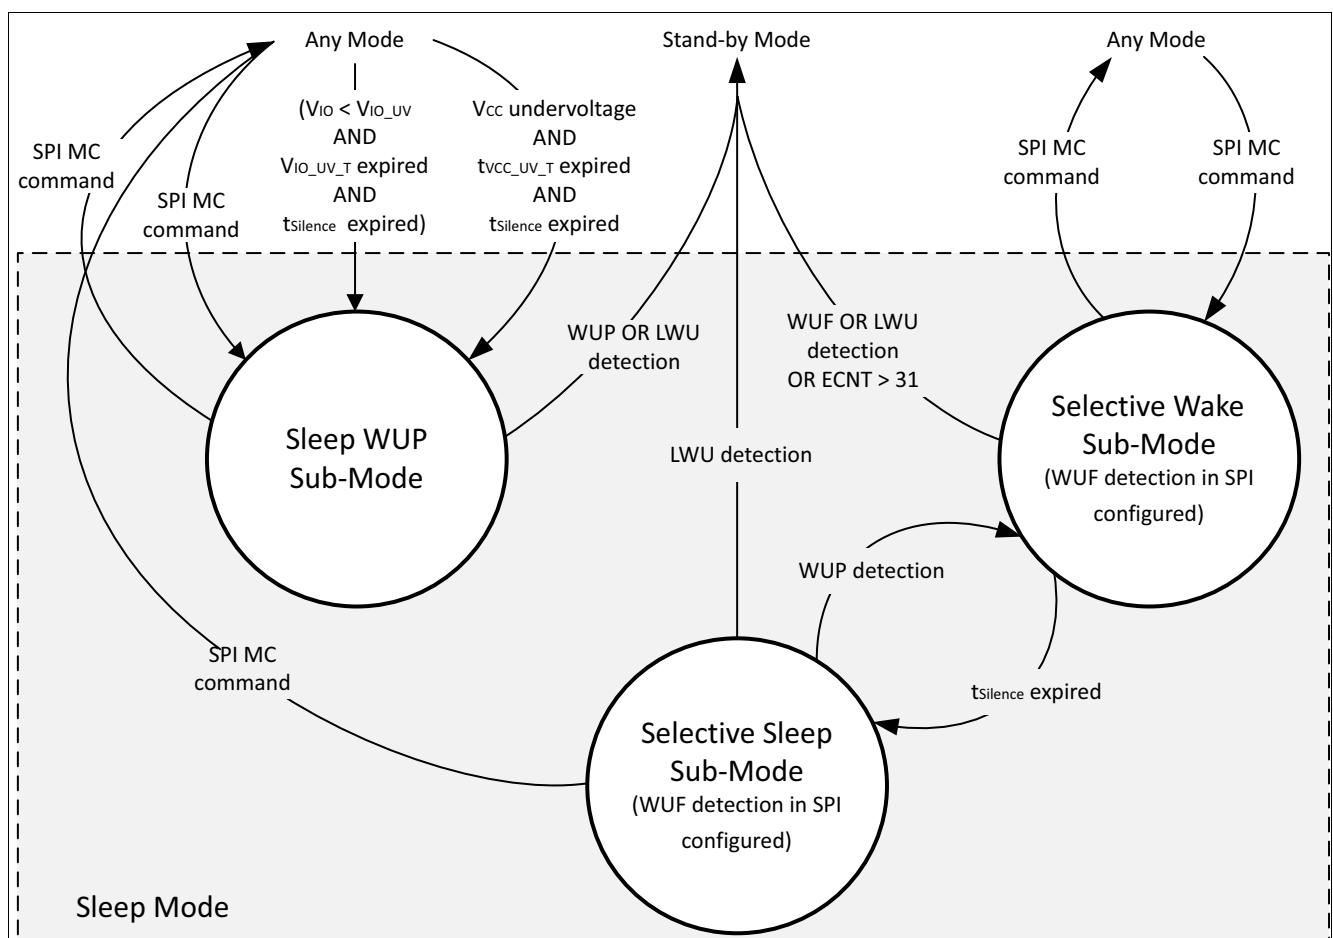 Any Mode
Stand-by Mode
Any Mode
(VIO < VIO_UV
AND
VIO_UV_T expired
AND
tSilence expired)
VCC undervoltage
AND
tVCC_UV_T expired
AND
tSilence expired
SPI MC
command
SPI MC
command
SPI MC
command
SPI MC
command
WUP OR LWU
detection
WUF OR LWU
detection
OR ECNT > 31
Sleep WUP
Sub-Mode
LWU detection
Selective Wake
Sub-Mode
(WUF detection in SPI
configured)
WUP detection
SPI MC
command
tSilence expired
Selective Sleep
Sub-Mode
(WUF detection in SPI
configured)
Sleep Mode